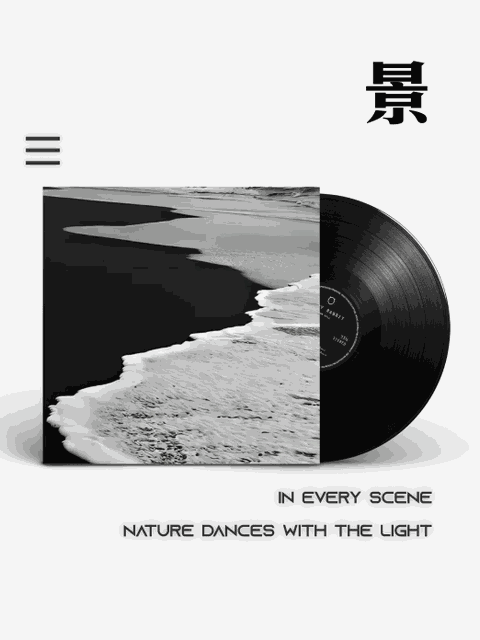 景
IN EVERY SCENE
NATURE DANCES WITH THE LIGHT